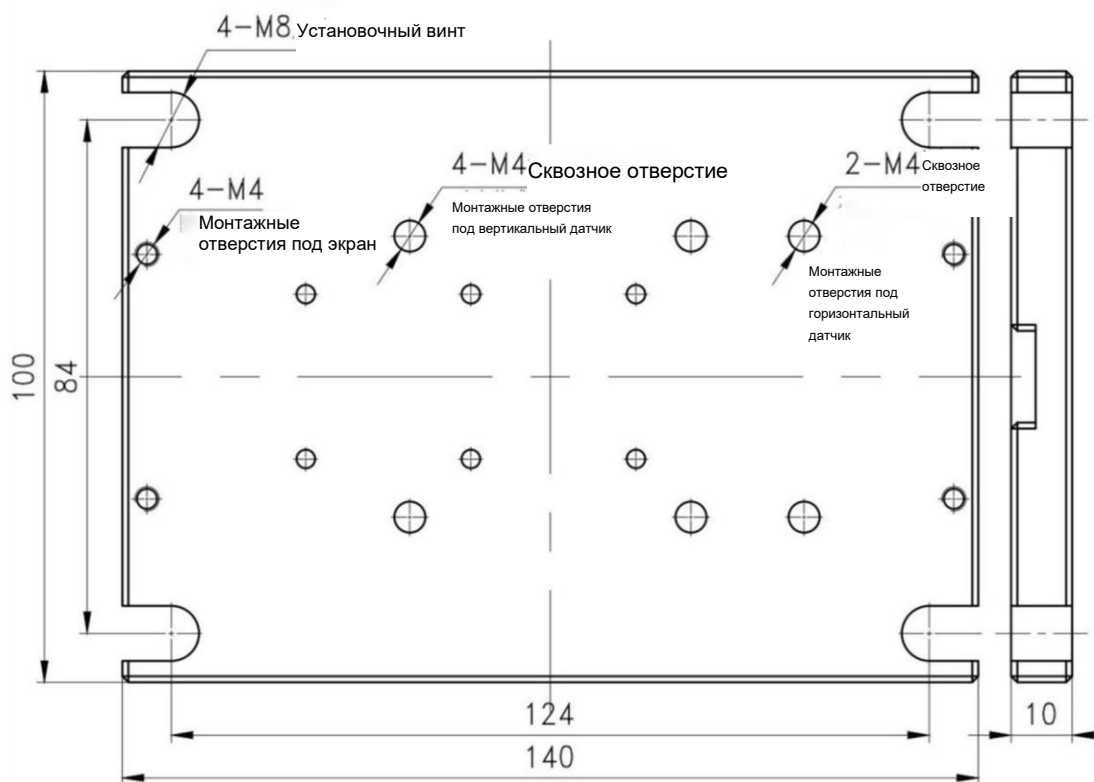 4-M8 Установочный винт
4-M4
Монтажные
отверстия под экран
4-M4 Сквозное отверстие
Монтажные отверстия
под вертикальный датчик
2-M4 Сквозное
отверстие
Монтажные
отверстия под
горизонтальный
датчик
100
84
124
140
10